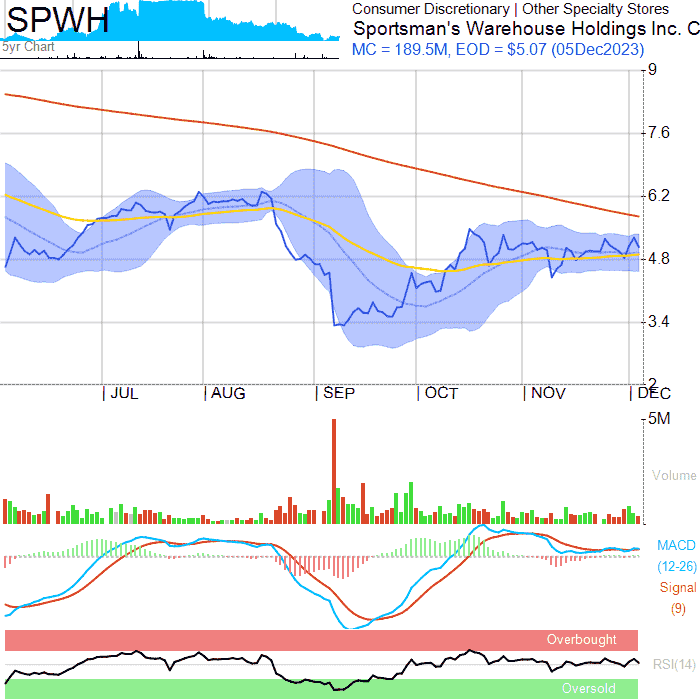 SPWH
5yr Chart
Consumer Discretionary | Other Specialty Stores
Sportsman's Warehouse Holdings Inc. C
MC = 189.5M, EOD = $5.07 (05Dec2023)
9
7.6
6.2
4.8
3.4
2
JUL AUG SEP OCT NOV DEC
5M
Volume
MACD
(12-26)
Signal
(9)
Overbought
RSI(14)
Oversold